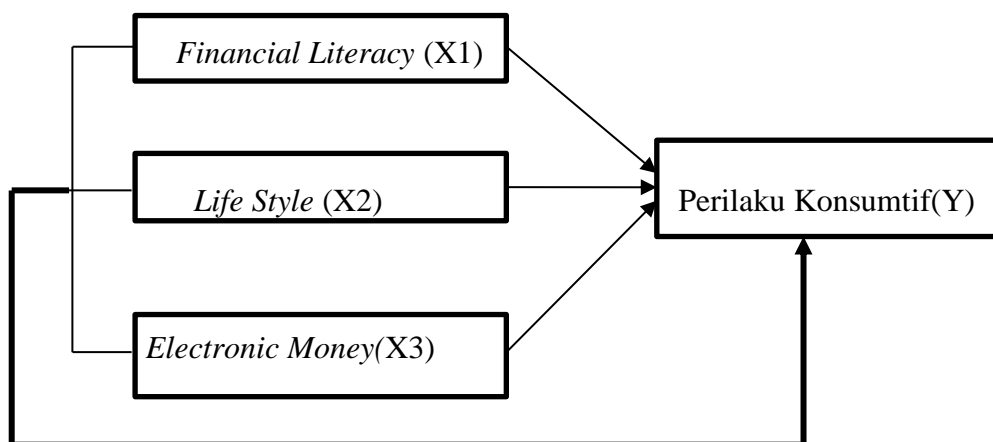 Financial Literacy (X1)
Life Style (X2)
Perilaku Konsumtif(Y)
Electronic Money(X3)